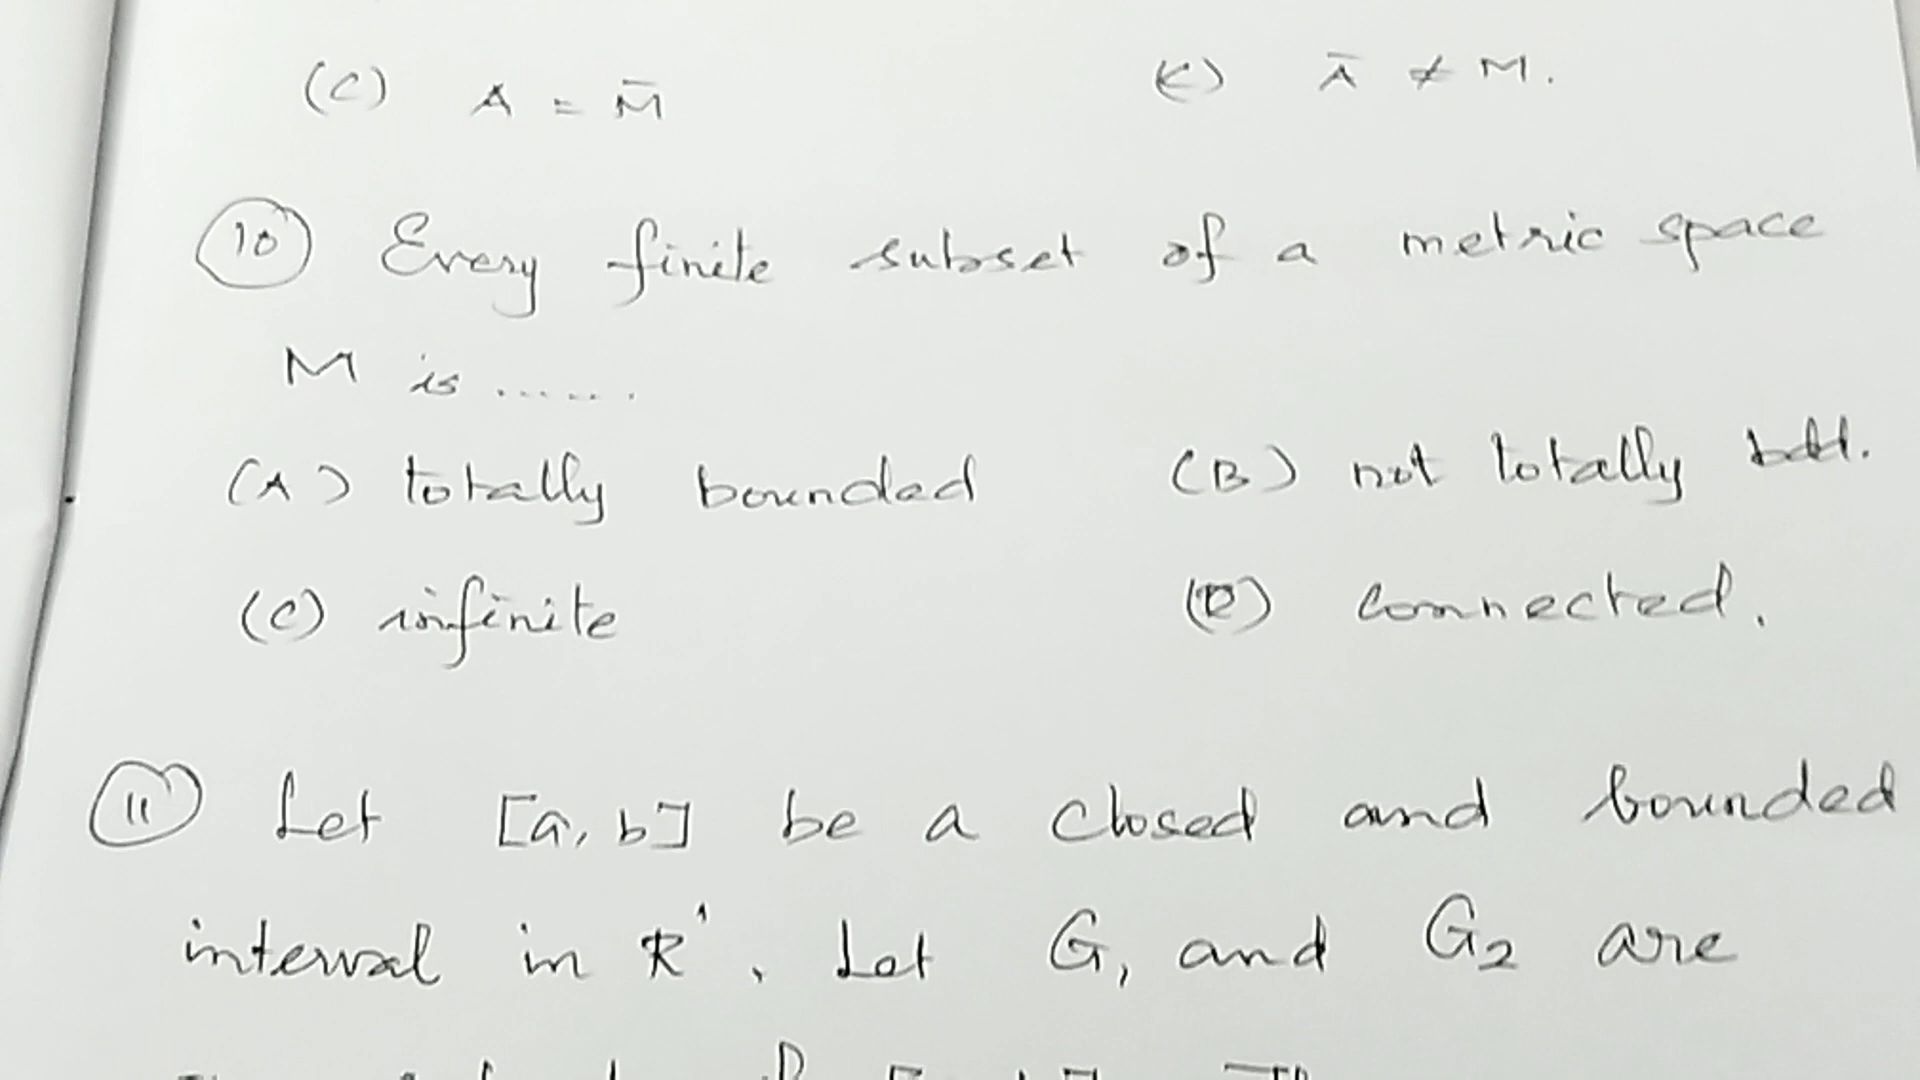 (C) A = M̄ (E) Ā ≠ M.
10 Every finite subset of a metric space
M is ......
(A) totally bounded (B) not totally bdd.
(C) infinite (D) connected.
11 Let [a, b] be a closed and bounded
interval in R¹. Let G₁ and G₂ are